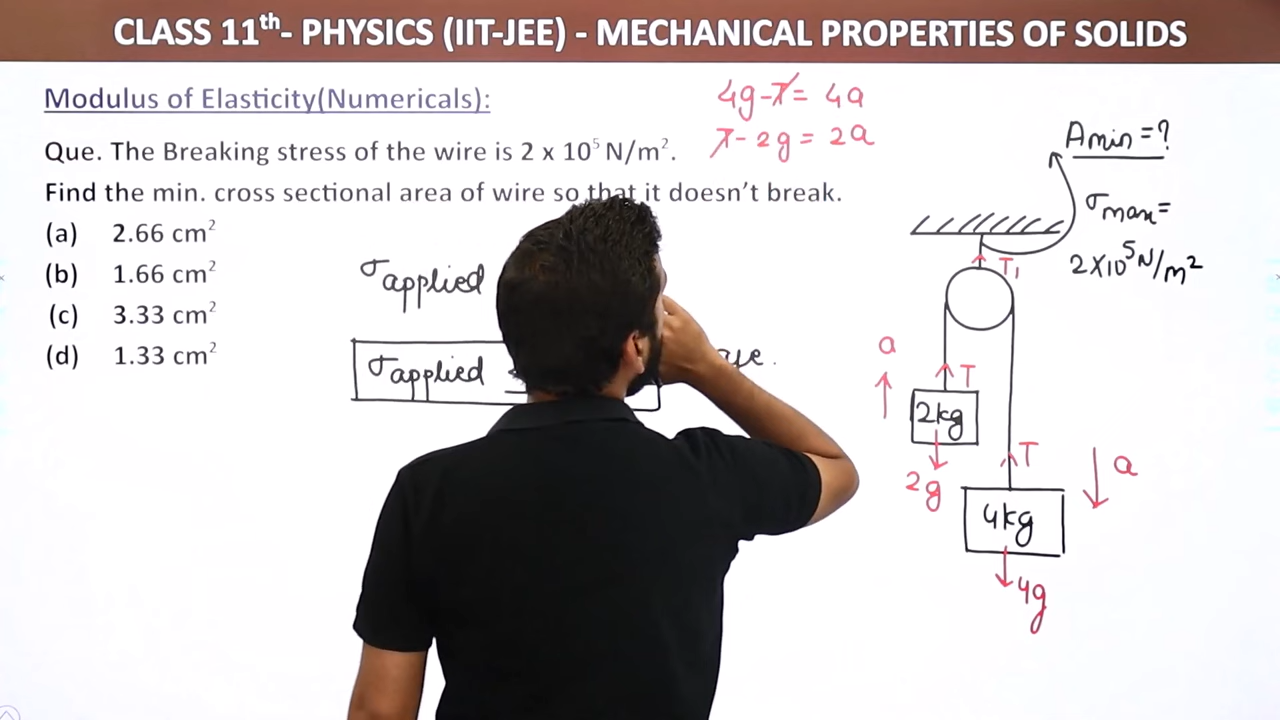 CLASS 11th- PHYSICS (IIT-JEE) - MECHANICAL PROPERTIES OF SOLIDS
Modulus of Elasticity(Numericals):
4g-T = 4a
T-2g = 2a
Que. The Breaking stress of the wire is 2 x 10⁵ N/m².
Find the min. cross sectional area of wire so that it doesn't break.
(a) 2.66 cm²
(b) 1.66 cm²
(c) 3.33 cm²
(d) 1.33 cm²
σapplied
σapplied
Amin = ?
σmax =
2X10⁵N/m²
T₁
a
T
2kg
2g
T
a
4kg
4g